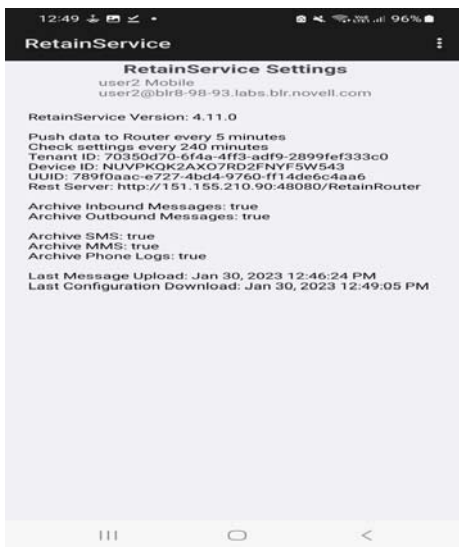 12:49
96%
RetainService
RetainService Settings
user2 Mobile
user2@blr8-98-93.labs.blr.novell.com
RetainService Version: 4.11.0
Push data to Router every 5 minutes
Check settings every 240 minutes
Tenant ID: 70350d70-6f4a-4ff3-adf9-2899fef333c0
Device ID: NUVPKQK2AXO7RD2FNYF5W543
UUID: 789f0aac-e727-4bd4-9760-ff14de6c4aa6
Rest Server: http://151.155.210.90:48080/RetainRouter
Archive Inbound Messages: true
Archive Outbound Messages: true
Archive SMS: true
Archive MMS: true
Archive Phone Logs: true
Last Message Upload: Jan 30, 2023 12:46:24 PM
Last Configuration Download: Jan 30, 2023 12:49:05 PM